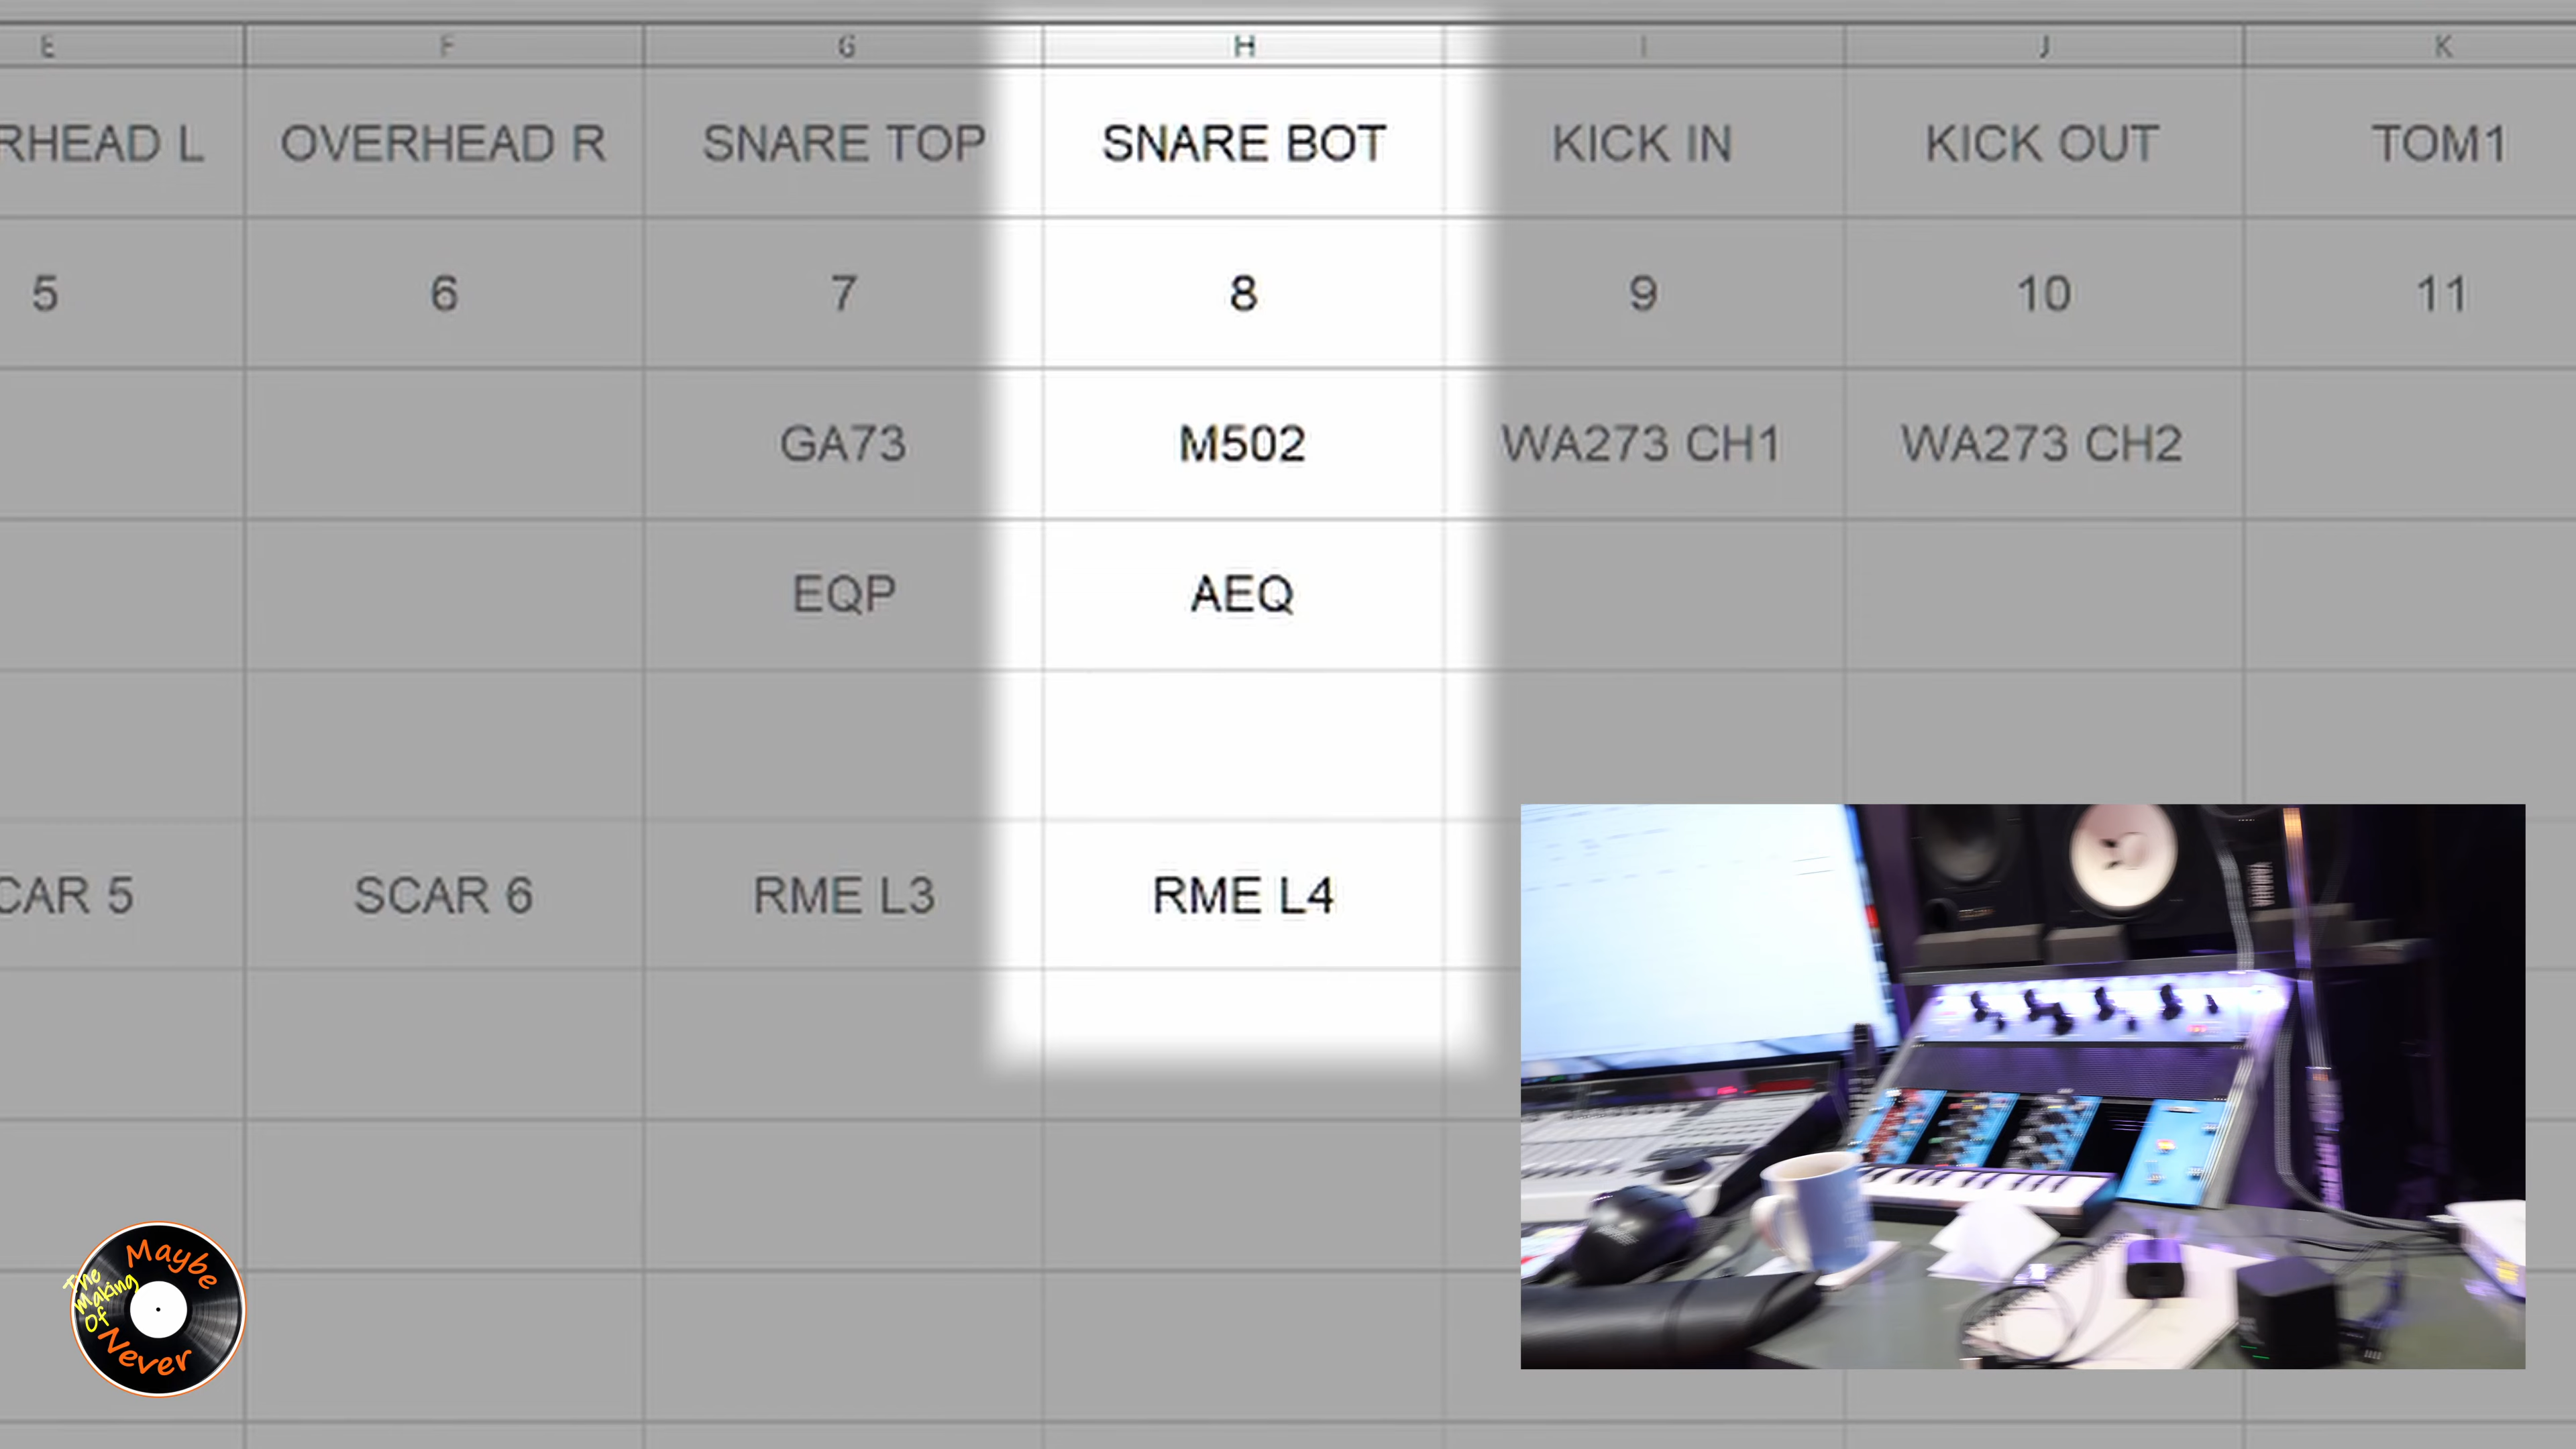 E F G H I J K
RHEAD L OVERHEAD R SNARE TOP SNARE BOT KICK IN KICK OUT TOM1
5 6 7 8 9 10 11
GA73 M502 WA273 CH1 WA273 CH2
EQP AEQ
CAR 5 SCAR 6 RME L3 RME L4
YAMAHA
The
Making
Of
Maybe
Never